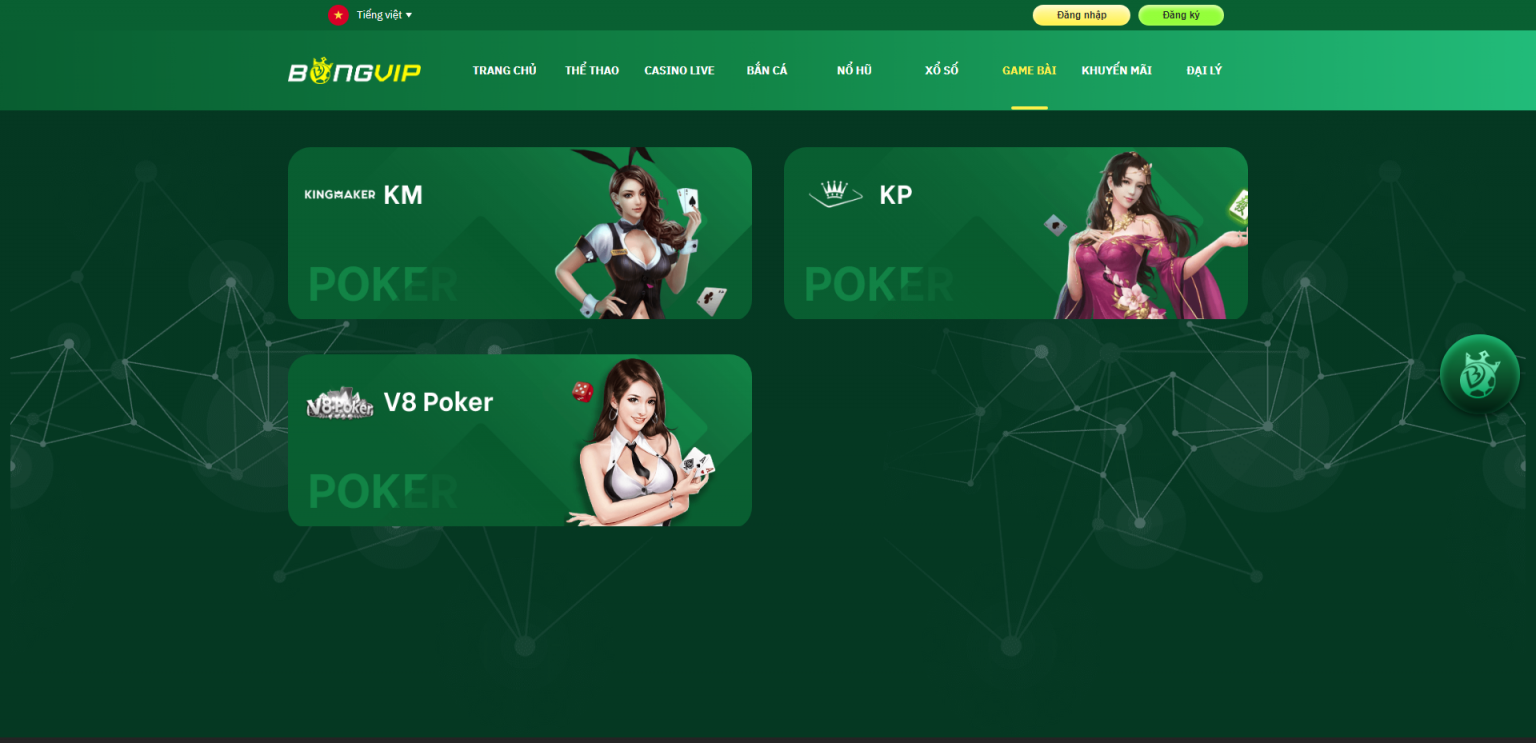 Tiếng việt
Đăng nhập
Đăng ký
BONGVIP
TRANG CHỦ
THỂ THAO
CASINO LIVE
BẮN CÁ
NỔ HŨ
XỔ SỐ
GAME BÀI
KHUYẾN MÃI
ĐẠI LÝ
KINGMAKER KM
POKER
KP
POKER
V8 Poker V8 Poker
POKER